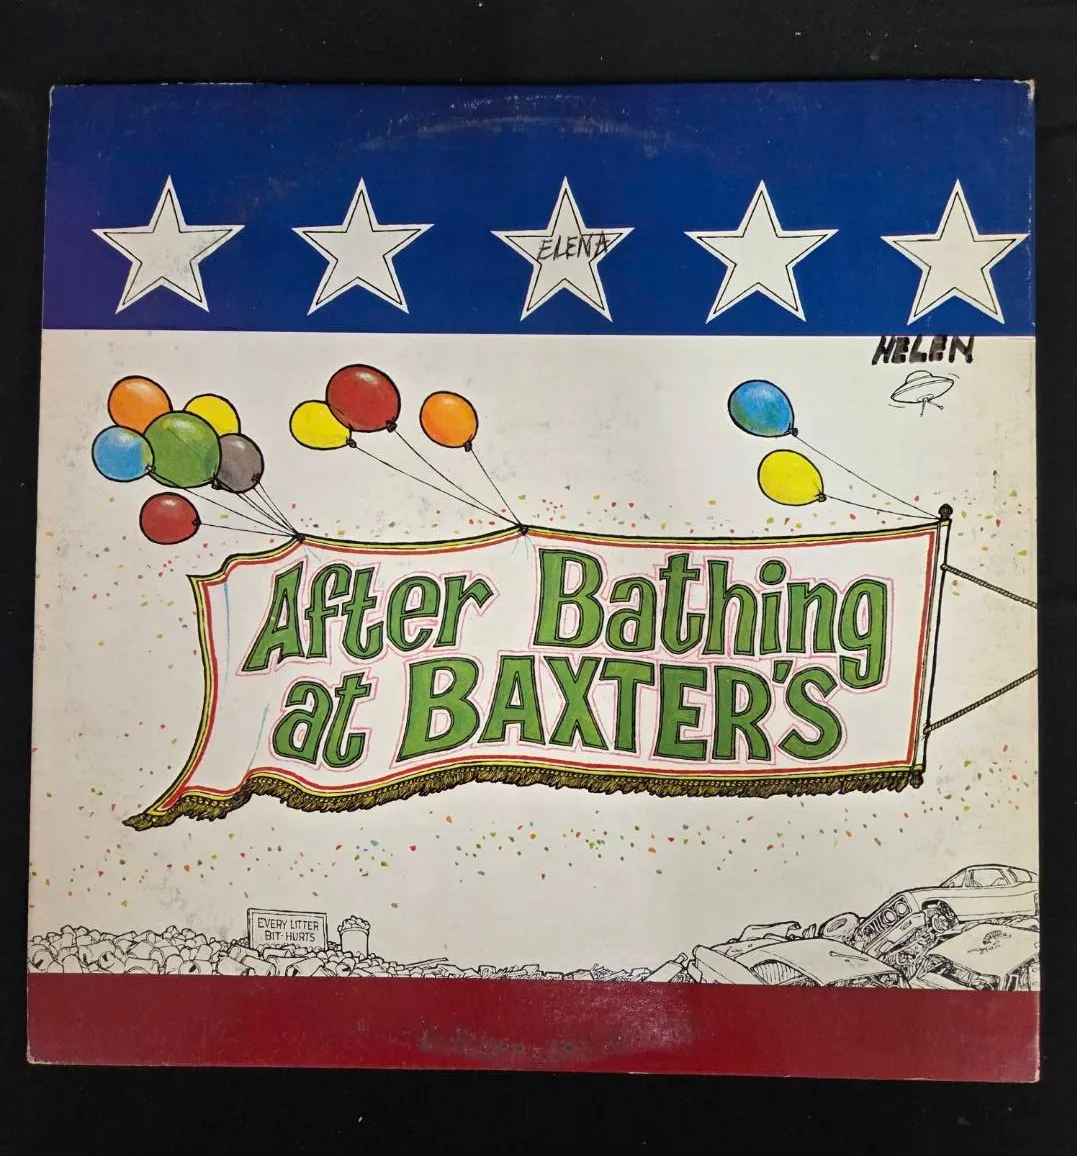 ELENA
HELEN
After Bathing
at BAXTER'S
EVERY LITTER
BIT-HURTS